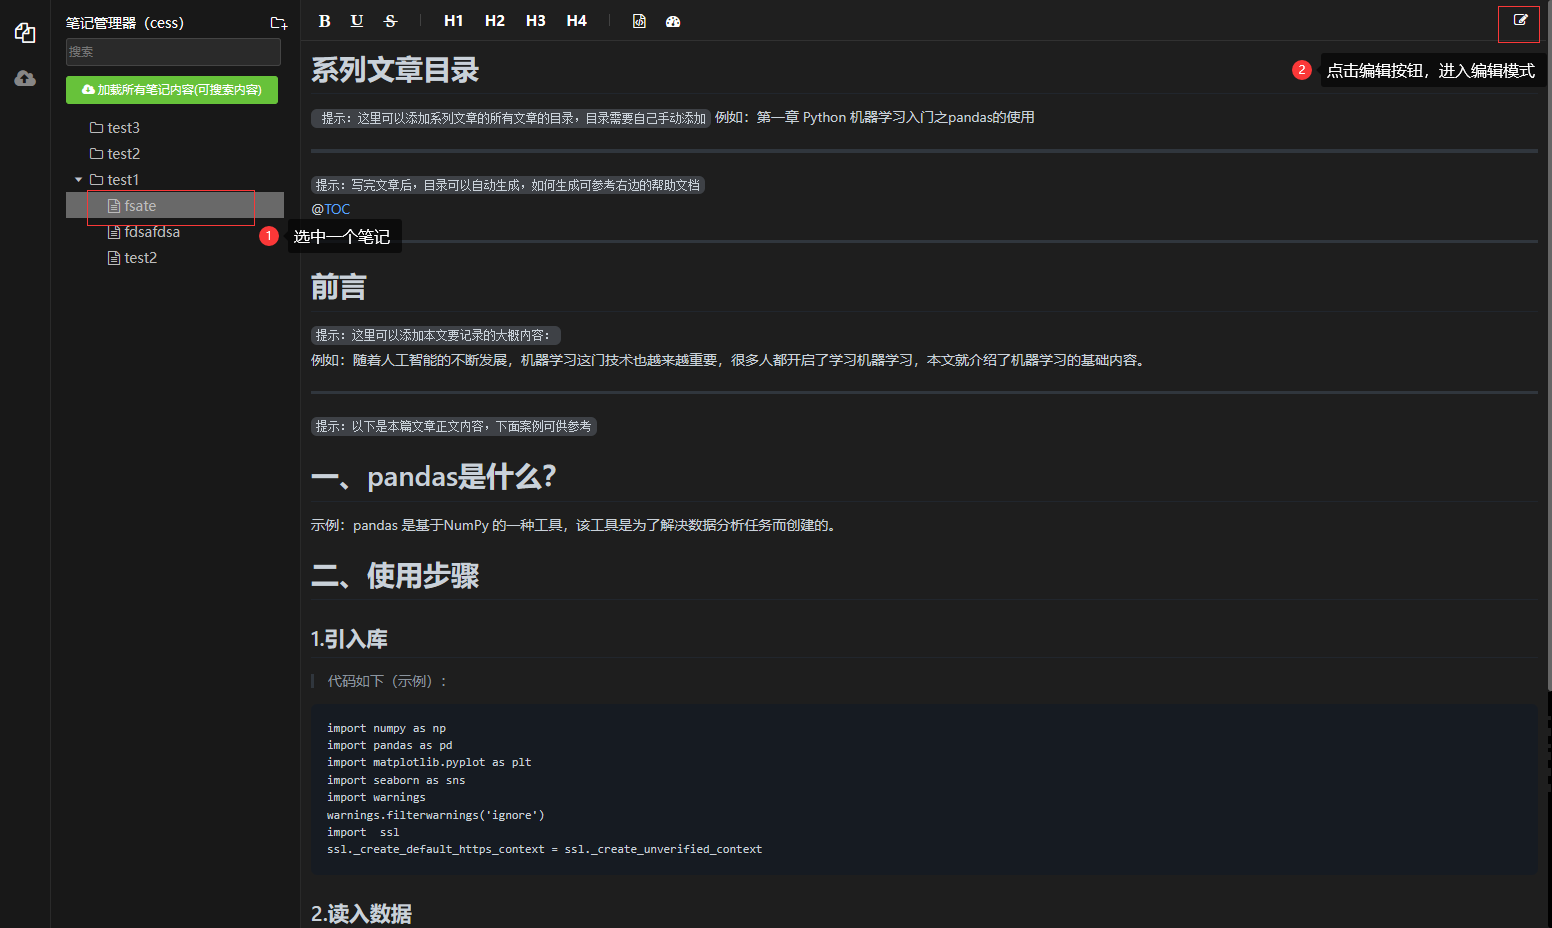 笔记管理器（cess）
搜索
加载所有笔记内容(可搜索内容)
test3
test2
test1
fsate
fdsafdsa
test2
1 选中一个笔记
B U S H1 H2 H3 H4
2 点击编辑按钮，进入编辑模式
系列文章目录
提示：这里可以添加系列文章的所有文章的目录，目录需要自己手动添加 例如：第一章 Python 机器学习入门之pandas的使用
提示：写完文章后，目录可以自动生成，如何生成可参考右边的帮助文档
@TOC
前言
提示：这里可以添加本文要记录的大概内容：
例如：随着人工智能的不断发展，机器学习这门技术也越来越重要，很多人都开启了学习机器学习，本文就介绍了机器学习的基础内容。
提示：以下是本篇文章正文内容，下面案例可供参考
一、pandas是什么？
示例：pandas 是基于NumPy 的一种工具，该工具是为了解决数据分析任务而创建的。
二、使用步骤
1.引入库
代码如下（示例）：
import numpy as np
import pandas as pd
import matplotlib.pyplot as plt
import seaborn as sns
import warnings
warnings.filterwarnings('ignore')
import  ssl
ssl._create_default_https_context = ssl._create_unverified_context
2.读入数据